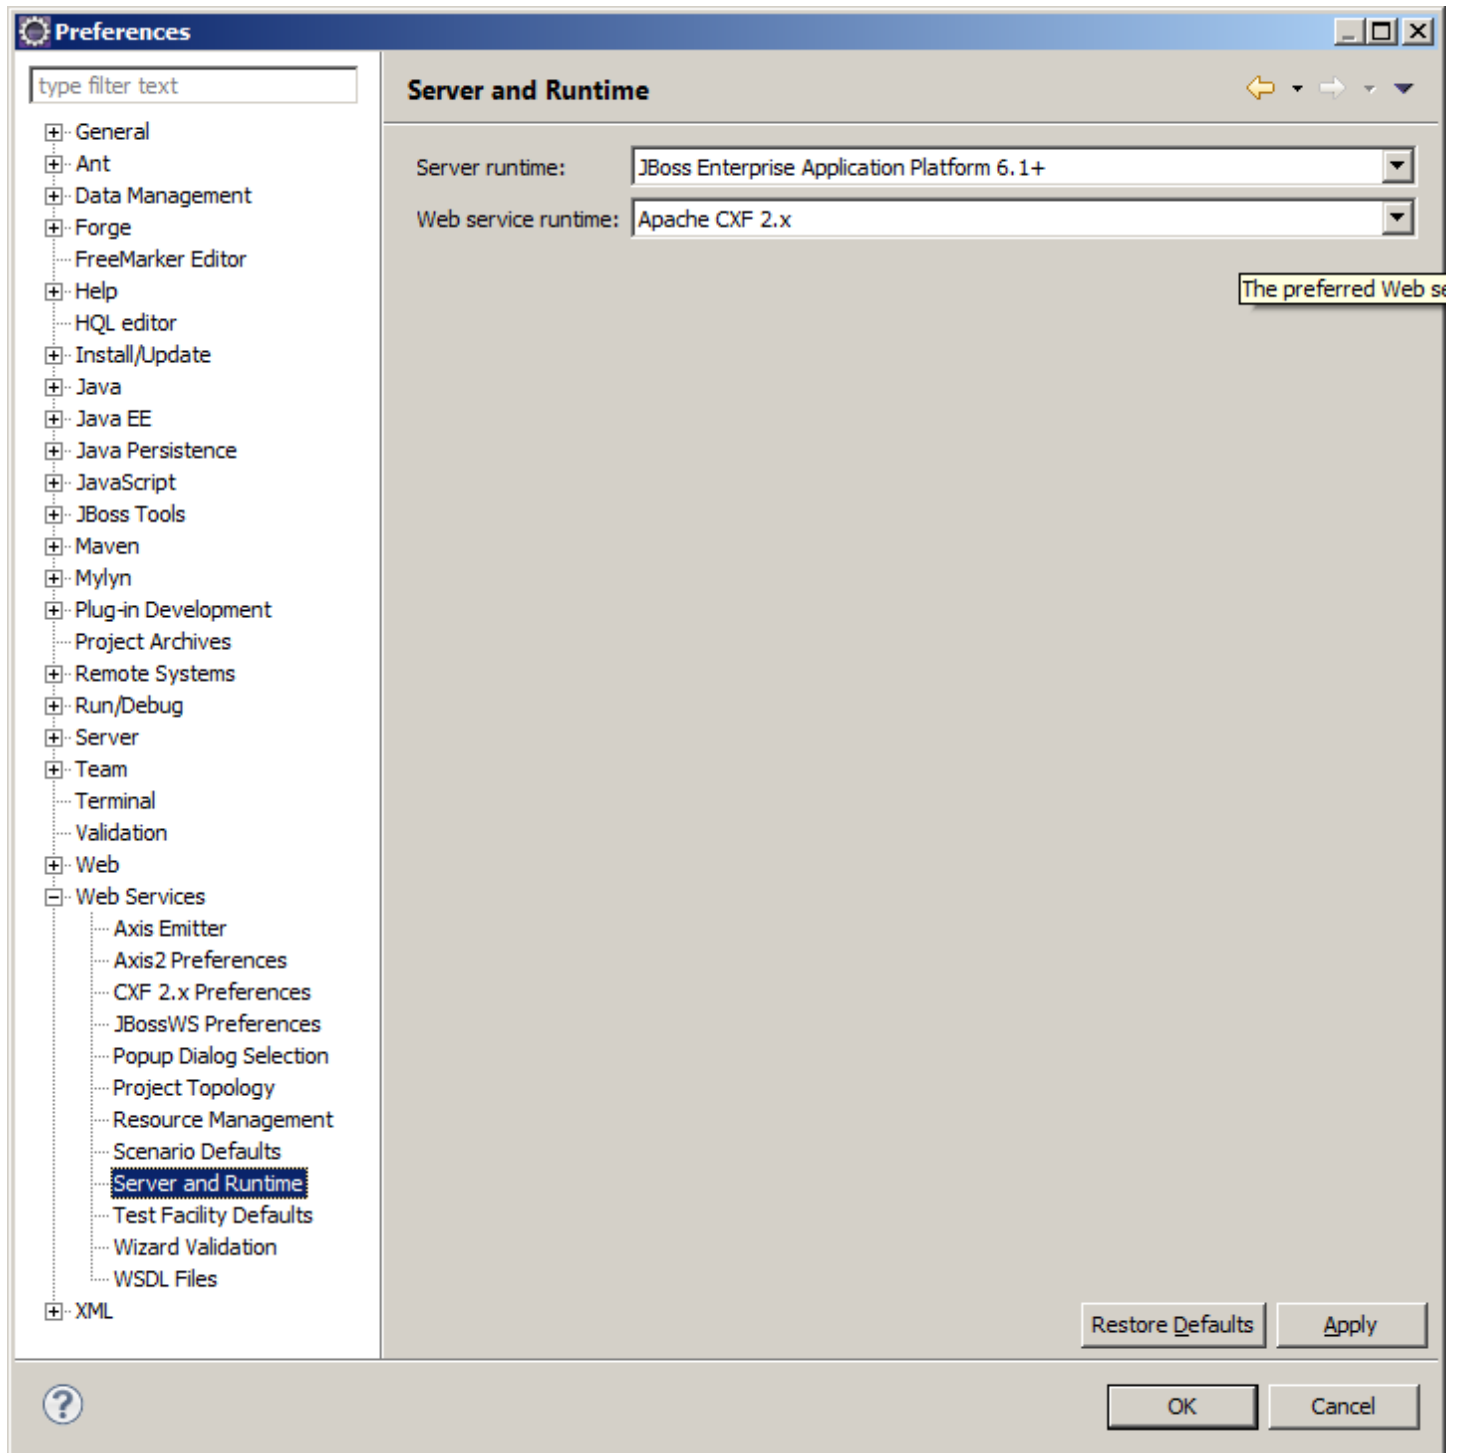 Preferences
type filter text
General
Ant
Data Management
Forge
FreeMarker Editor
Help
HQL editor
Install/Update
Java
Java EE
Java Persistence
JavaScript
JBoss Tools
Maven
Mylyn
Plug-in Development
Project Archives
Remote Systems
Run/Debug
Server
Team
Terminal
Validation
Web
Web Services
Axis Emitter
Axis2 Preferences
CXF 2.x Preferences
JBossWS Preferences
Popup Dialog Selection
Project Topology
Resource Management
Scenario Defaults
Server and Runtime
Test Facility Defaults
Wizard Validation
WSDL Files
XML
Server and Runtime
Server runtime: JBoss Enterprise Application Platform 6.1+
Web service runtime: Apache CXF 2.x
The preferred Web se
Restore Defaults Apply
? OK Cancel